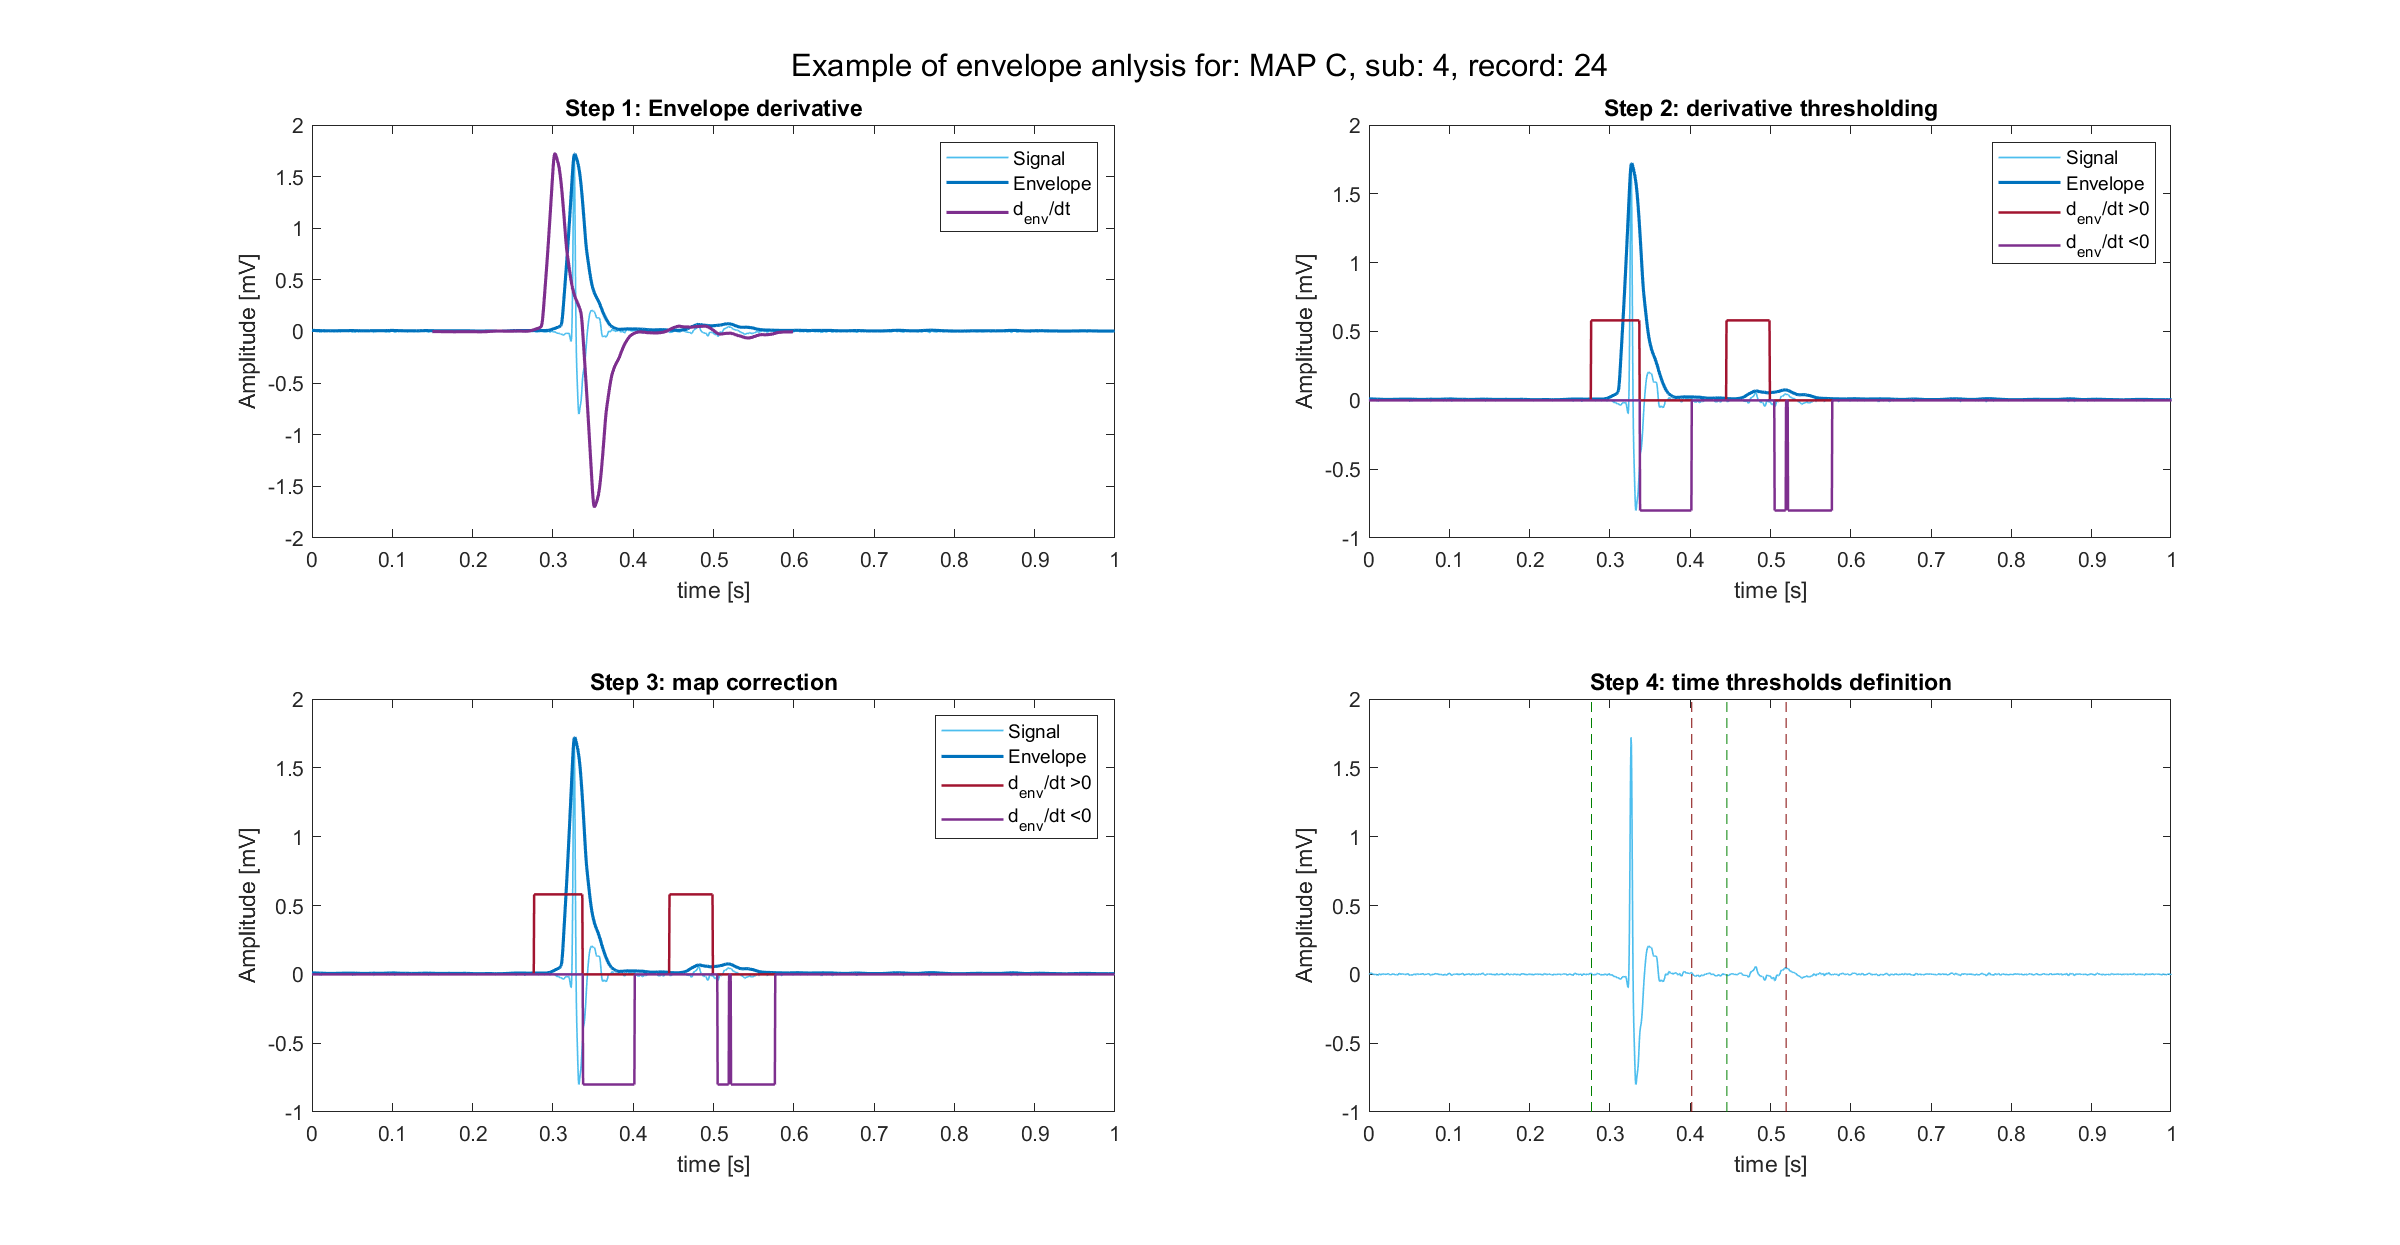 Example of envelope anlysis for: MAP C, sub: 4, record: 24
Step 1: Envelope derivative
2
1.5
1
0.5
0
-0.5
-1
-1.5
-2
Amplitude [mV]
0 0.1 0.2 0.3 0.4 0.5 0.6 0.7 0.8 0.9 1
time [s]
Signal
Envelope
d_env/dt
Step 2: derivative thresholding
2
1.5
1
0.5
0
-0.5
-1
Amplitude [mV]
0 0.1 0.2 0.3 0.4 0.5 0.6 0.7 0.8 0.9 1
time [s]
Signal
Envelope
d_env/dt >0
d_env/dt <0
Step 3: map correction
2
1.5
1
0.5
0
-0.5
-1
Amplitude [mV]
0 0.1 0.2 0.3 0.4 0.5 0.6 0.7 0.8 0.9 1
time [s]
Signal
Envelope
d_env/dt >0
d_env/dt <0
Step 4: time thresholds definition
2
1.5
1
0.5
0
-0.5
-1
Amplitude [mV]
0 0.1 0.2 0.3 0.4 0.5 0.6 0.7 0.8 0.9 1
time [s]